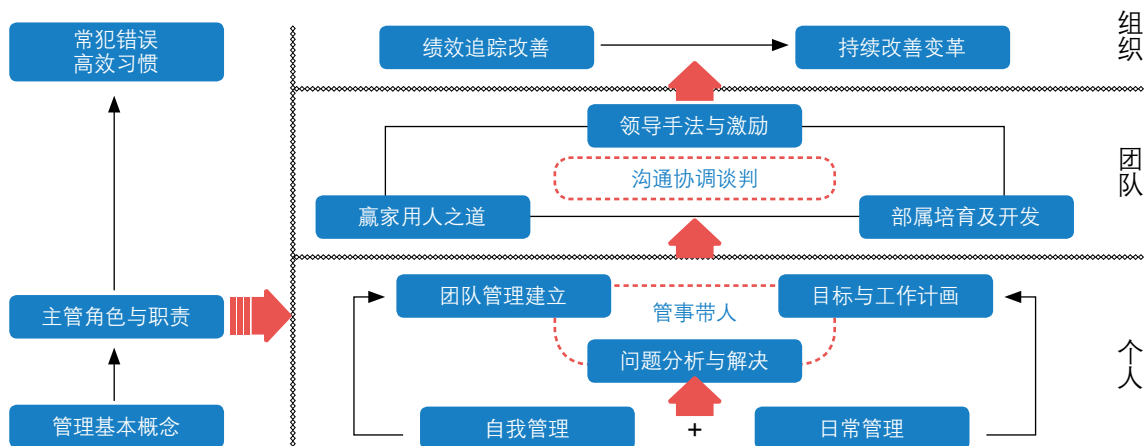 常犯错误
高效习惯
主管角色与职责
管理基本概念
绩效追踪改善
持续改善变革
组织
领导手法与激励
沟通协调谈判
赢家用人之道
部属培育及开发
团队
团队管理建立
目标与工作计画
管事带人
问题分析与解决
个人
自我管理
+
日常管理